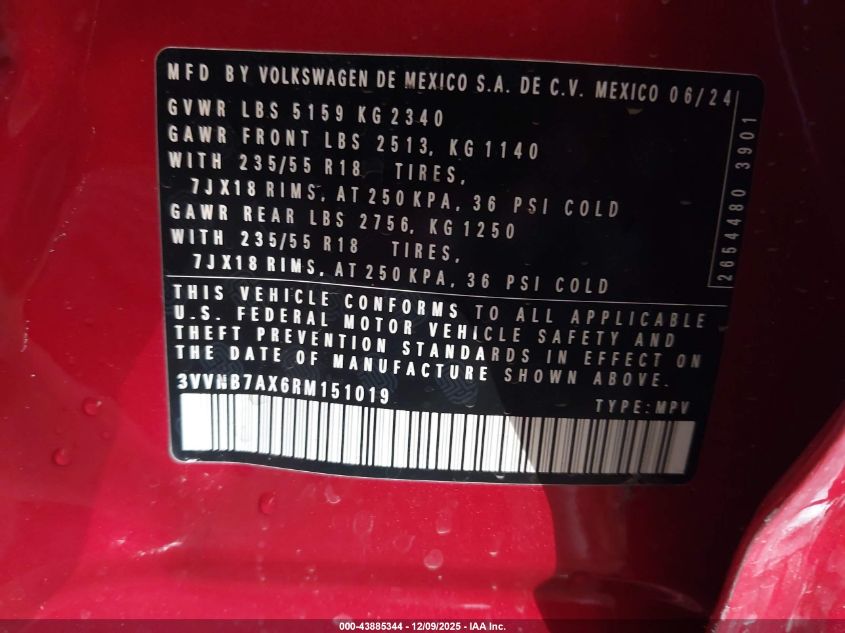 MFD BY VOLKSWAGEN DE MEXICO S.A. DE C.V. MEXICO 06/24
GVWR LBS 5159 KG 2340
GAWR FRONT LBS 2513, KG 1140
WITH 235/55 R18 TIRES,
7JX18 RIMS, AT 250 KPA, 36 PSI COLD
GAWR REAR LBS 2756, KG 1250
WITH 235/55 R18 TIRES,
7JX18 RIMS, AT 250 KPA, 36 PSI COLD
THIS VEHICLE CONFORMS TO ALL APPLICABLE
U.S. FEDERAL MOTOR VEHICLE SAFETY AND
THEFT PREVENTION STANDARDS IN EFFECT ON
THE DATE OF MANUFACTURE SHOWN ABOVE
3VVNB7AX6RM151019 TYPE: MPV
2654480 3901
000-43885344 | 12/09/2025 | IAA Inc.